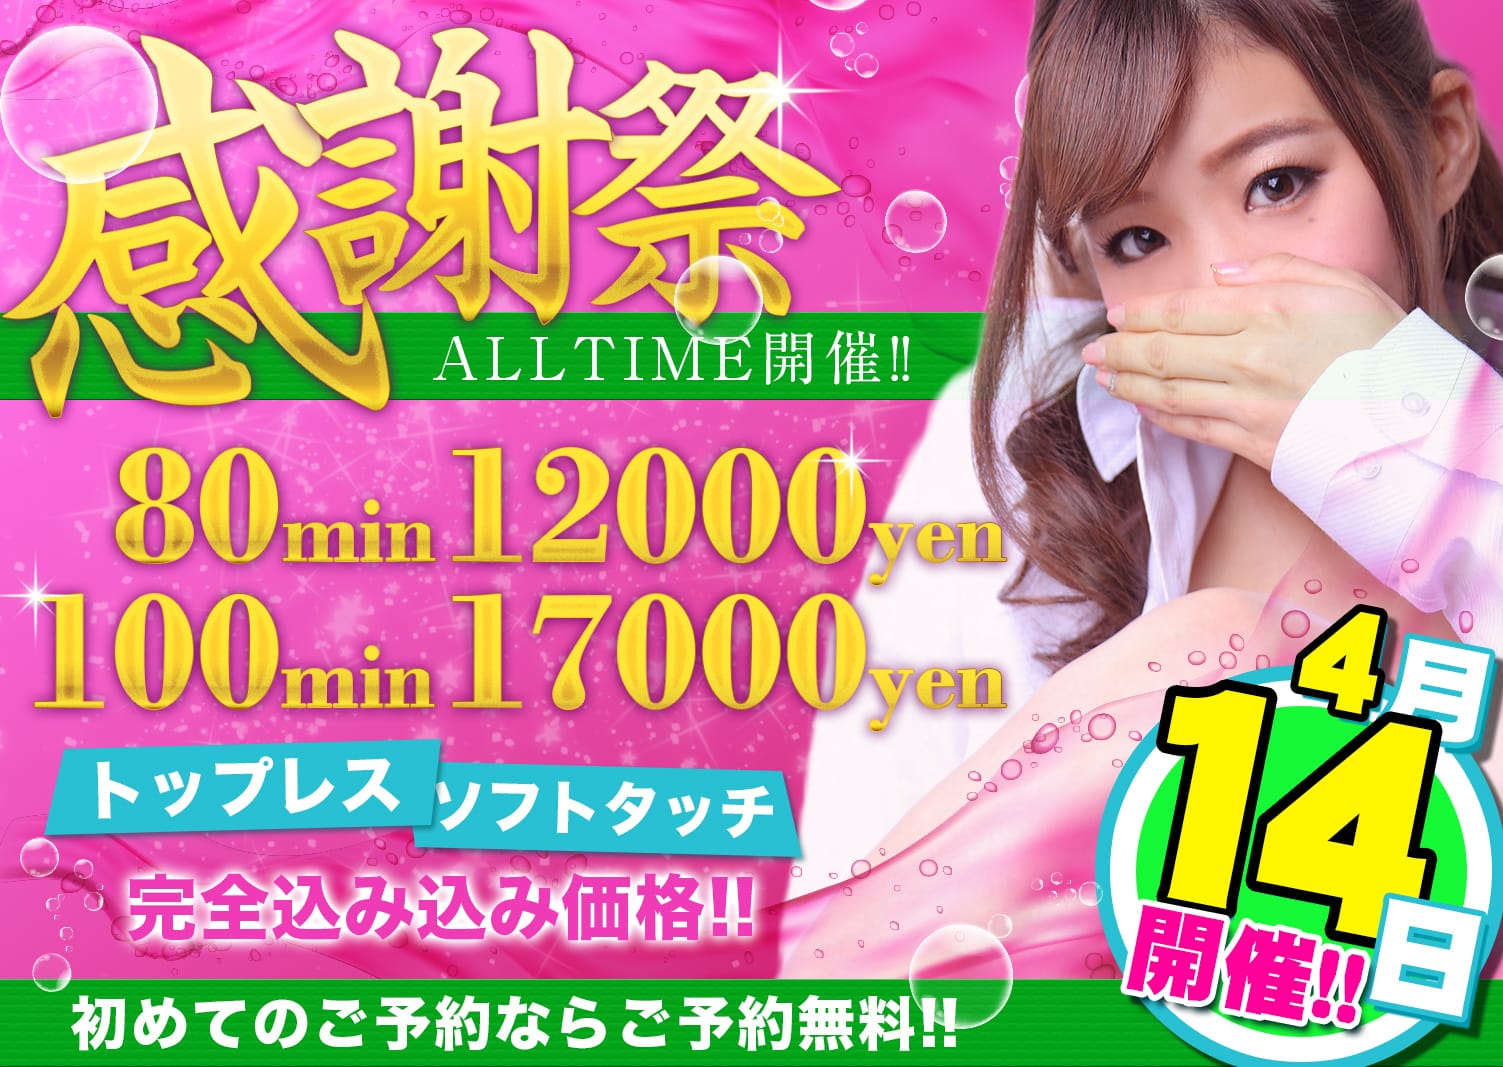 感謝祭
ALLTIME開催!!
80min 12000yen
100min 17000yen
トップレス
ソフトタッチ
完全込み込み価格!!
初めてのご予約ならご予約無料!!
4月
14日
開催!!